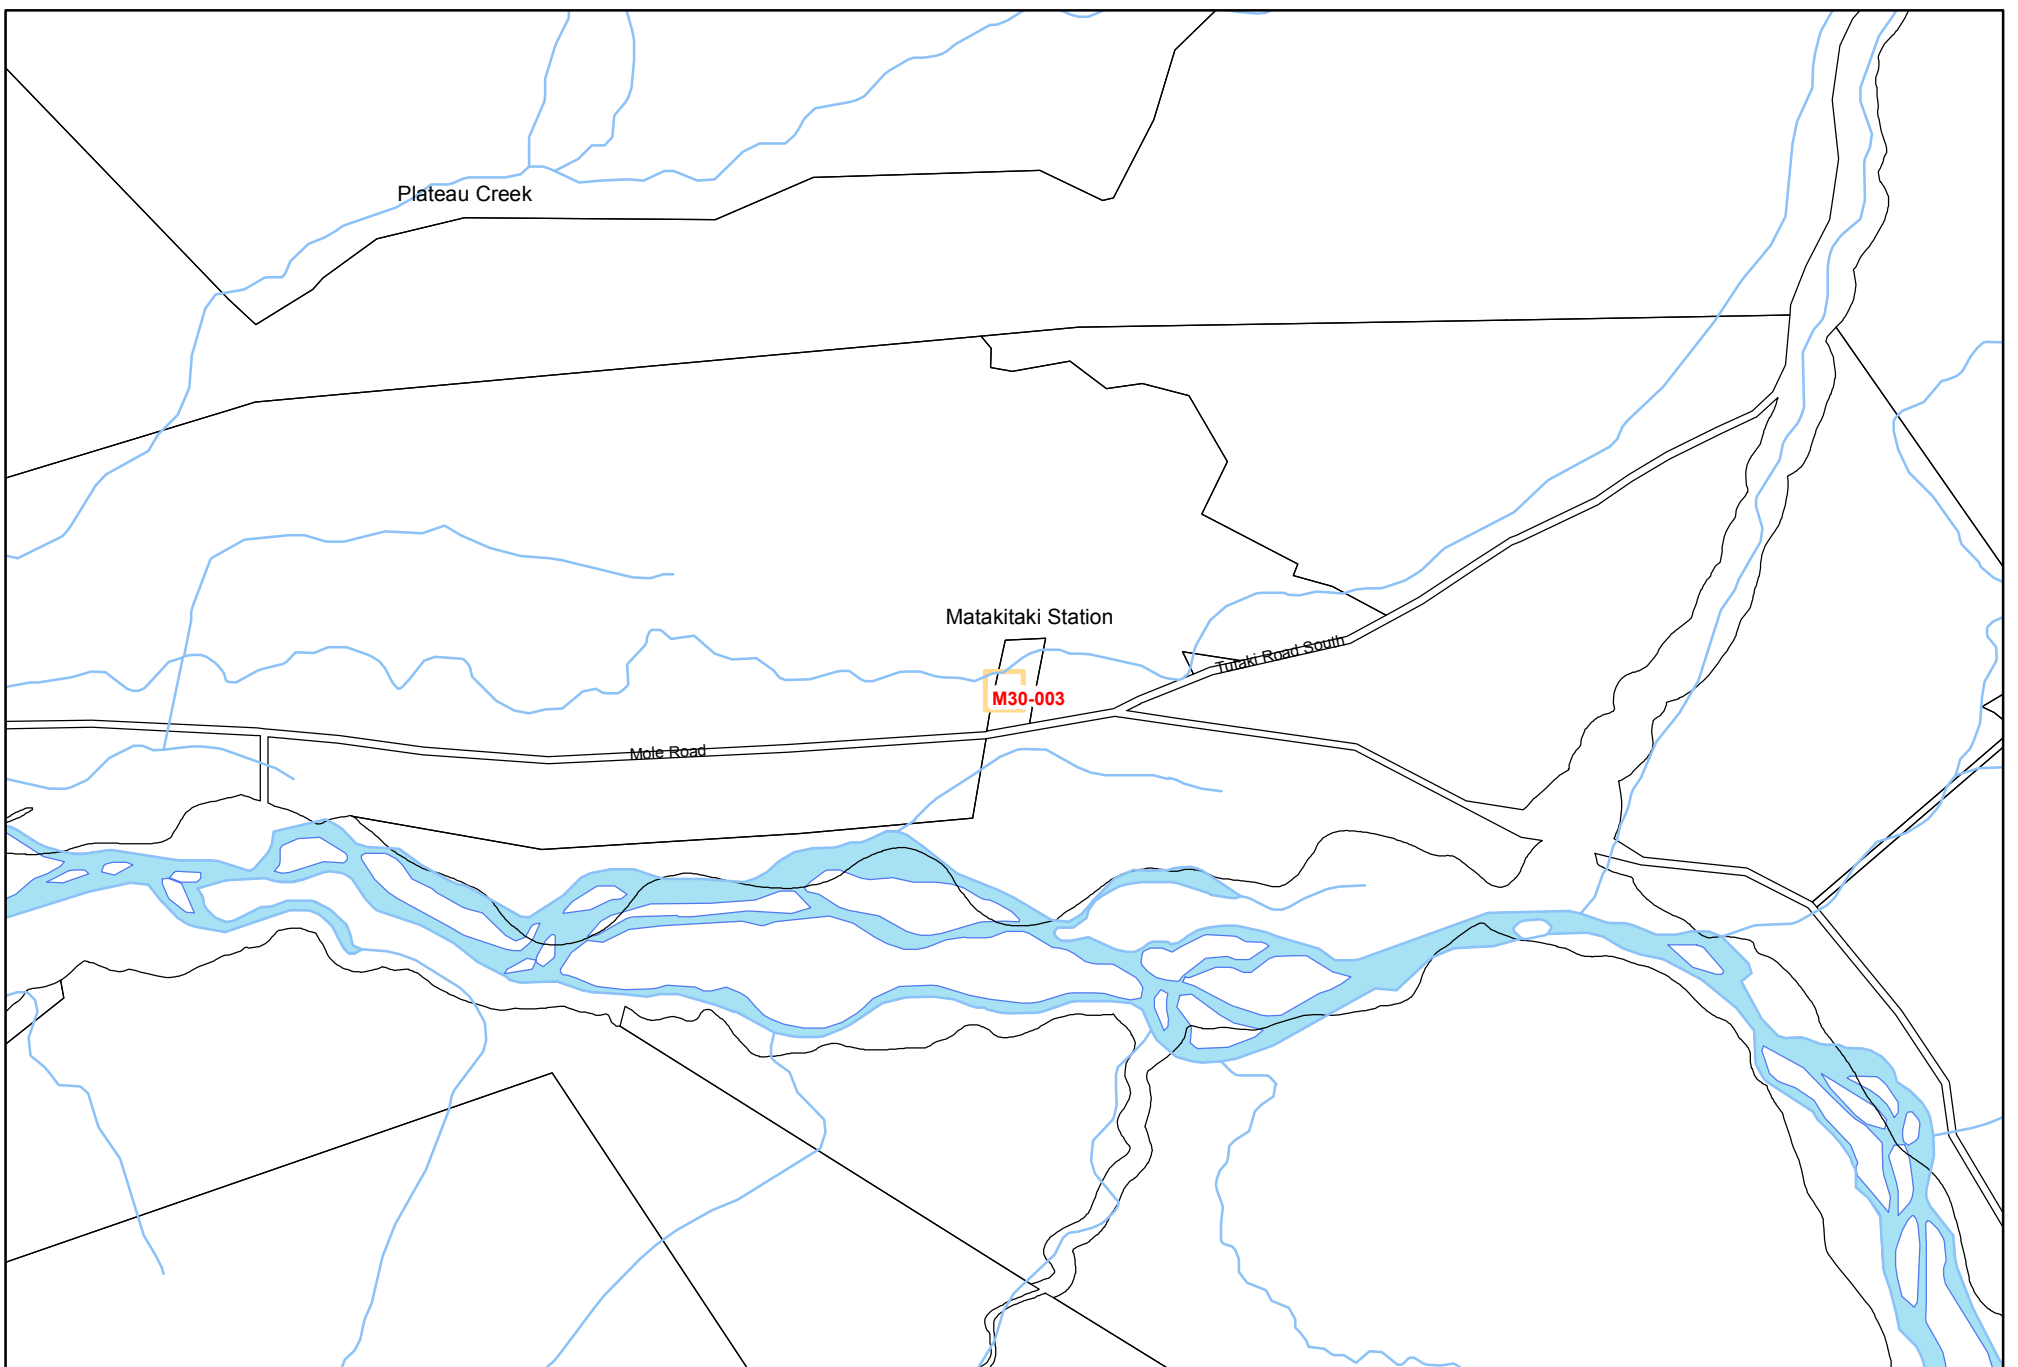 Plateau Creek
Matakitaki Station
Tutaki Road South
M30-003
Mole Road